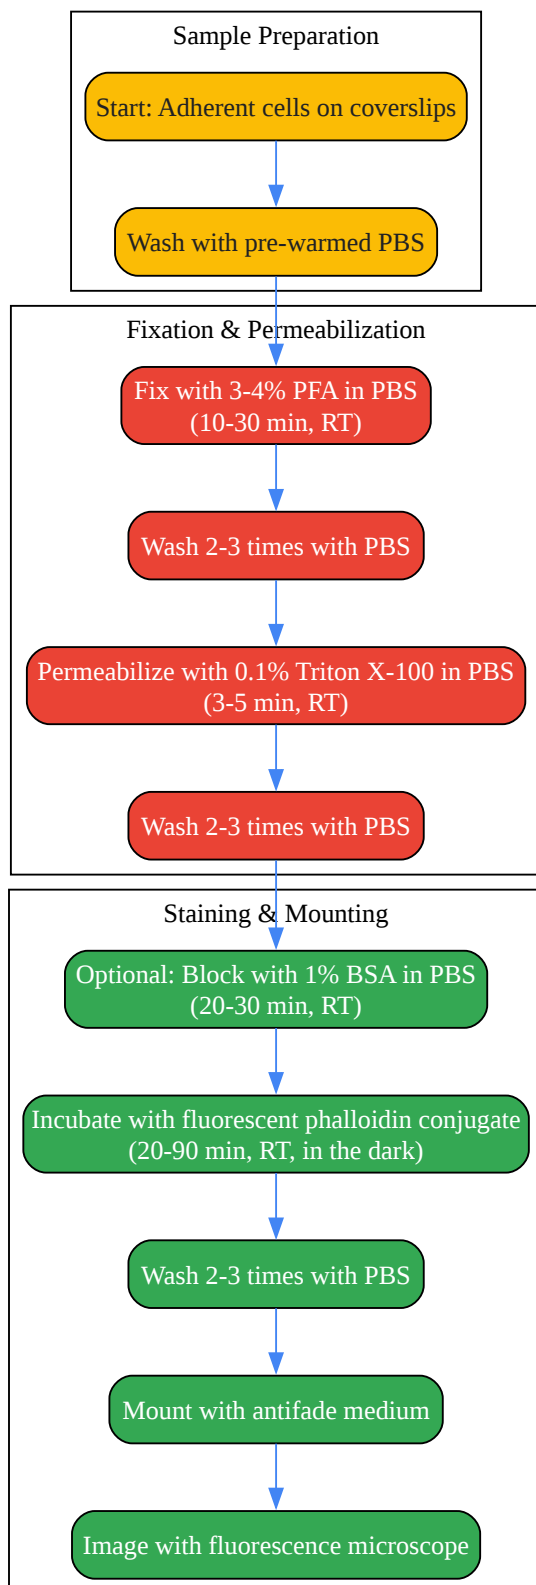 Sample Preparation
Start: Adherent cells on coverslips
Wash with pre-warmed PBS
Fixation & Permeabilization
Fix with 3-4% PFA in PBS
(10-30 min, RT)
Wash 2-3 times with PBS
Permeabilize with 0.1% Triton X-100 in PBS
(3-5 min, RT)
Wash 2-3 times with PBS
Staining & Mounting
Optional: Block with 1% BSA in PBS
(20-30 min, RT)
Incubate with fluorescent phalloidin conjugate
(20-90 min, RT, in the dark)
Wash 2-3 times with PBS
Mount with antifade medium
Image with fluorescence microscope